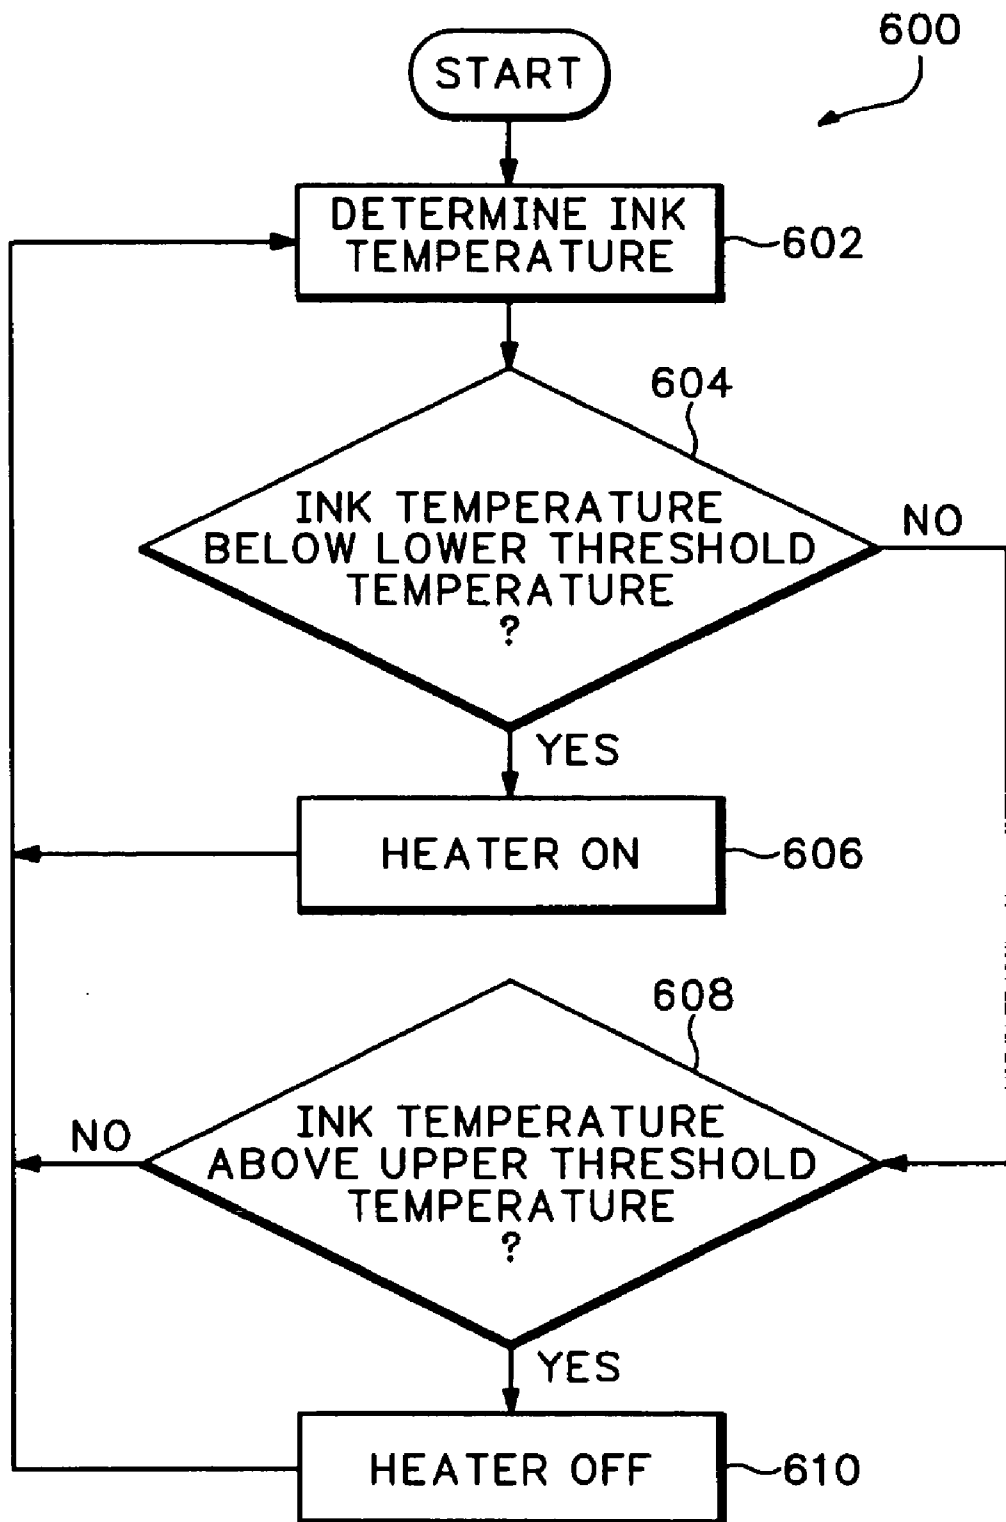 600
START
DETERMINE INK
TEMPERATURE
602
604
INK TEMPERATURE
BELOW LOWER THRESHOLD
TEMPERATURE
?
NO
YES
HEATER ON
606
608
INK TEMPERATURE
ABOVE UPPER THRESHOLD
TEMPERATURE
?
NO
YES
HEATER OFF
610